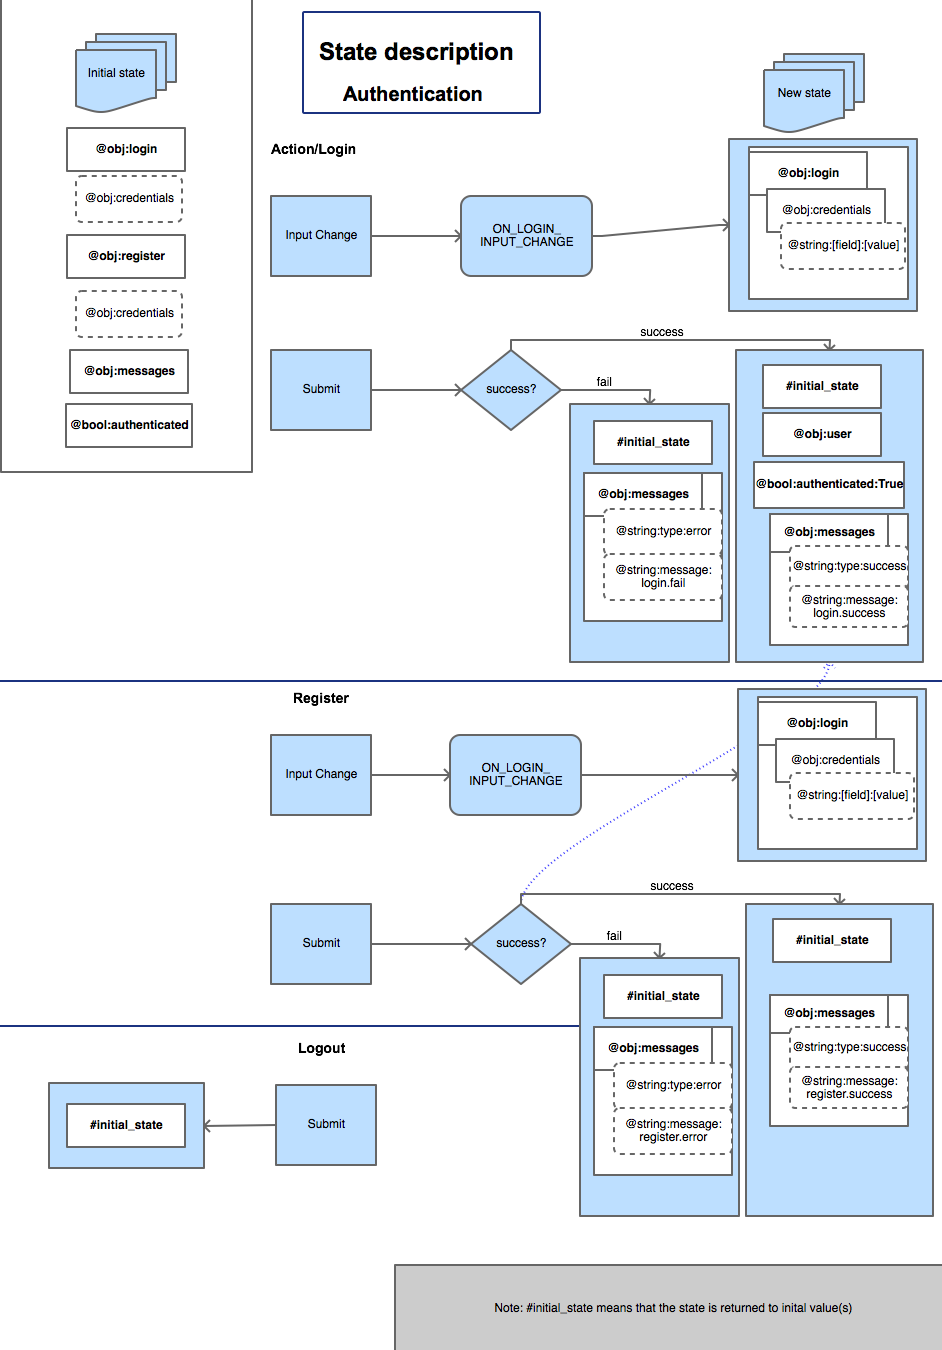 State description
Authentication
Initial state
@obj:login
@obj:credentials
@obj:register
@obj:credentials
@obj:messages
@bool:authenticated
New state
Action/Login
Input Change
ON_LOGIN_
INPUT_CHANGE
@obj:login
@obj:credentials
@string:[field]:[value]
Submit
success?
success
fail
#initial_state
@obj:messages
@string:type:error
@string:message:
login.fail
#initial_state
@obj:user
@bool:authenticated:True
@obj:messages
@string:type:success
@string:message:
login.success
Register
Input Change
ON_LOGIN_
INPUT_CHANGE
@obj:login
@obj:credentials
@string:[field]:[value]
Submit
success?
success
fail
#initial_state
@obj:messages
@string:type:error
@string:message:
register.error
#initial_state
@obj:messages
@string:type:success
@string:message:
register.success
Logout
#initial_state
Submit
Note: #initial_state means that the state is returned to inital value(s)